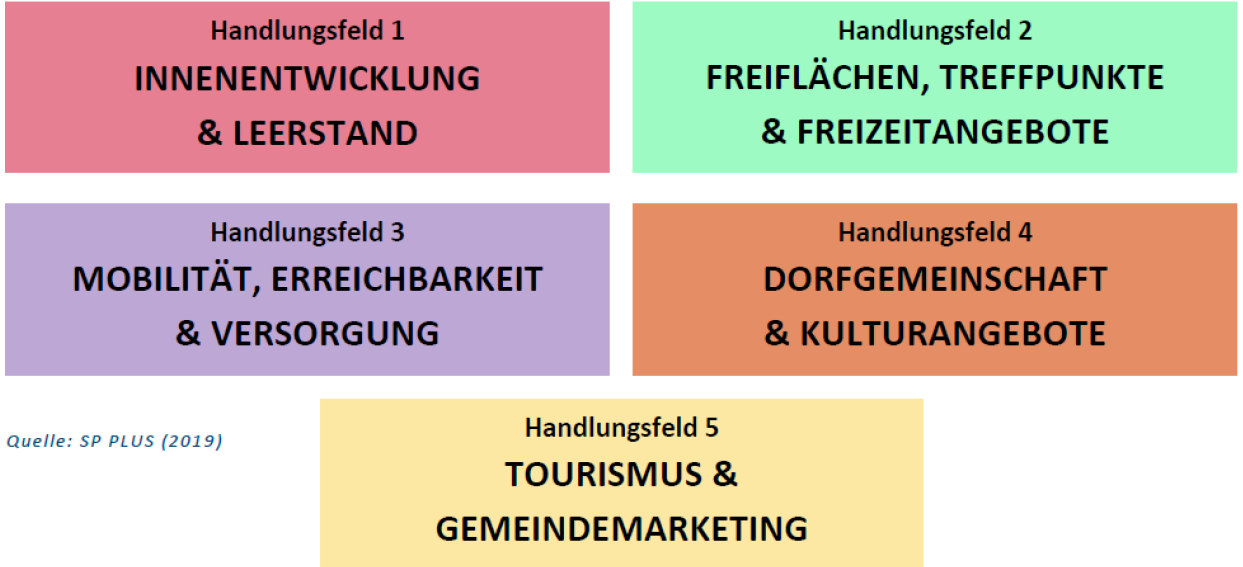 Handlungsfeld 1
INNENENTWICKLUNG
& LEERSTAND
Handlungsfeld 2
FREIFLÄCHEN, TREFFPUNKTE
& FREIZEITANGEBOTE
Handlungsfeld 3
MOBILITÄT, ERREICHBARKEIT
& VERSORGUNG
Handlungsfeld 4
DORFGEMEINSCHAFT
& KULTURANGEBOTE
Quelle: SP PLUS (2019)
Handlungsfeld 5
TOURISMUS &
GEMEINDEMARKETING